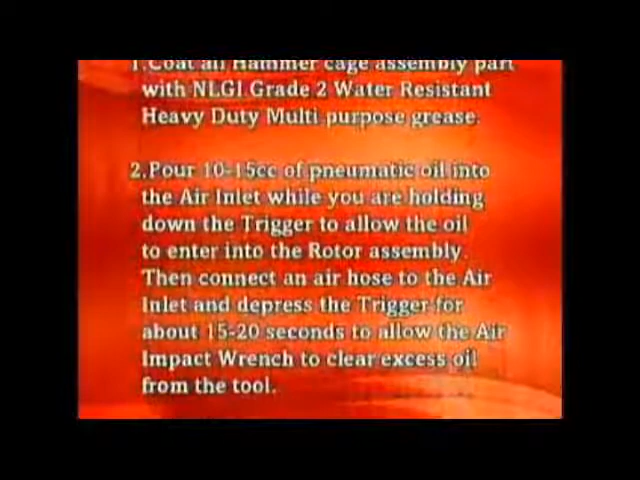 1.Coat all Hammer cage assembly part
with NLGI Grade 2 Water Resistant
Heavy Duty Multi purpose grease.
2.Pour 10-15cc of pneumatic oil into
the Air Inlet while you are holding
down the Trigger to allow the oil
to enter into the Rotor assembly.
Then connect an air hose to the Air
Inlet and depress the Trigger for
about 15-20 seconds to allow the Air
Impact Wrench to clear excess oil
from the tool.